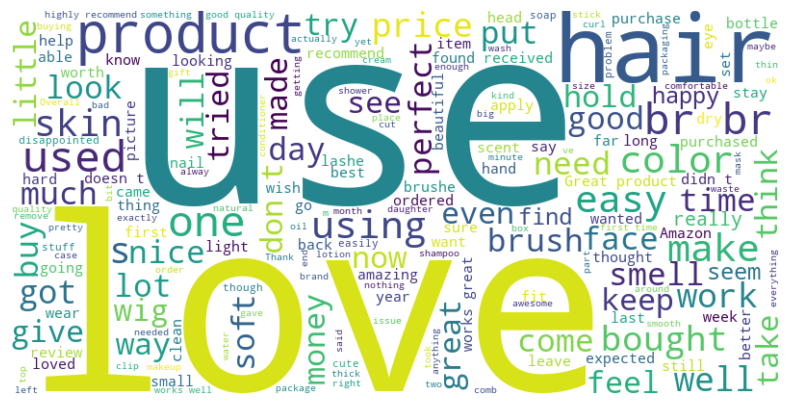 highly recommend
something
good quality
buying
help
able
product
actually
yet
try
recommend
price
put
found
received
head
soap
item
scent
stick
curl
wash
hair
problem
packaging
purchase
bottle
eye
set
maybe
thin
ok
little
worth
know
looking
look
gift
getting
cream
enough
shower
place
cut
made
see
perfect
beautiful
kind
big
apply
hold
happy
size
comfortable
stay
use
Overall
bad
picture
skin
will
tried
conditioner
day
lashe
best
minute
say
good
br br
far
long
dry
purchased
disappointed
doesn t
used
nail
alway
wish
brushe
ordered
hand
ve
need
color
mask
hard
much
came
thing
bit
natural
don t
go
m
month
daughter
oil
using
even
find
box
Great product
didn t
waste
easy
time
think
quality
remove
exactly
one
first
light
back
easily
sure
want
first time
wanted
Amazon
really
pretty
buy
stuff
case
s
nice
Thank
end
lotion
shampoo
now
brush
face
thought
make
part
everything
going
order
though
soft
brand
nothing
amazing
year
works great
fit
awesome
smell
seem
got
lot
wig
wear
issue
around
keep
work
give
needed
clean
gave
water
money
said
great
took
anything
come
last
week
smooth
better
take
review
way
makeup
cute
thick
right
leave
bought
expected
still
loved
top
clip
small
package
two
comb
feel
well
left
works well
love